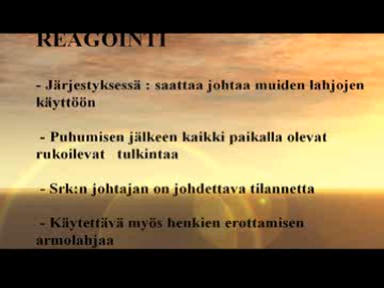 REAGOINTI
- Järjestyksessä : saattaa johtaa muiden lahjojen
käyttöön
- Puhumisen jälkeen kaikki paikalla olevat
rukoilevat tulkintaa
- Srk:n johtajan on johdettava tilannetta
- Käytettävä myös henkien erottamisen
armolahjaa